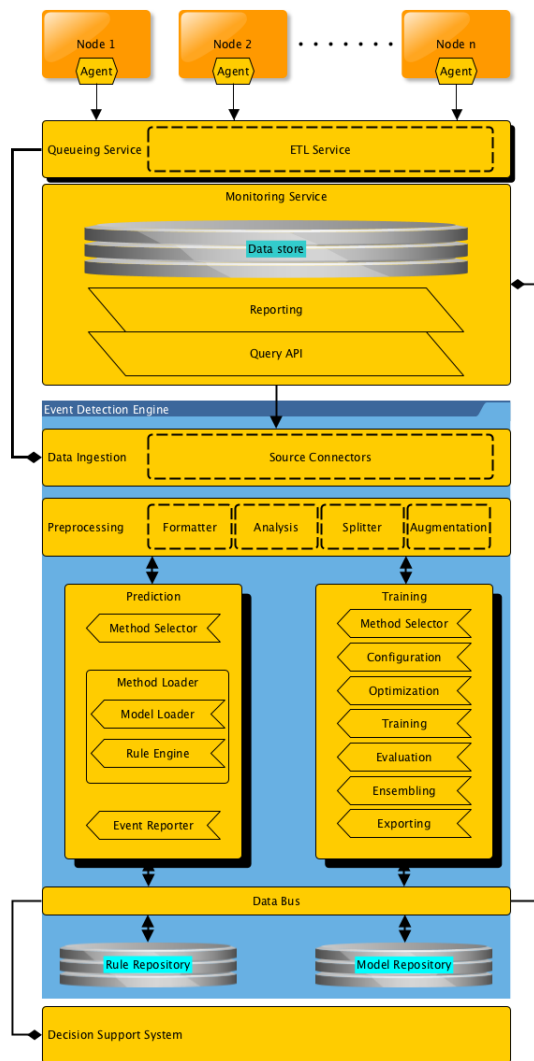 Node 1
Node 2
Node n
Agent
Agent
Agent
Queueing Service
ETL Service
Monitoring Service
Data store
Reporting
Query API
Event Detection Engine
Data Ingestion
Source Connectors
Preprocessing
Formatter
Analysis
Splitter
Augmentation
Prediction
Method Selector
Method Loader
Model Loader
Rule Engine
Event Reporter
Training
Method Selector
Configuration
Optimization
Training
Evaluation
Ensembling
Exporting
Data Bus
Rule Repository
Model Repository
Decision Support System